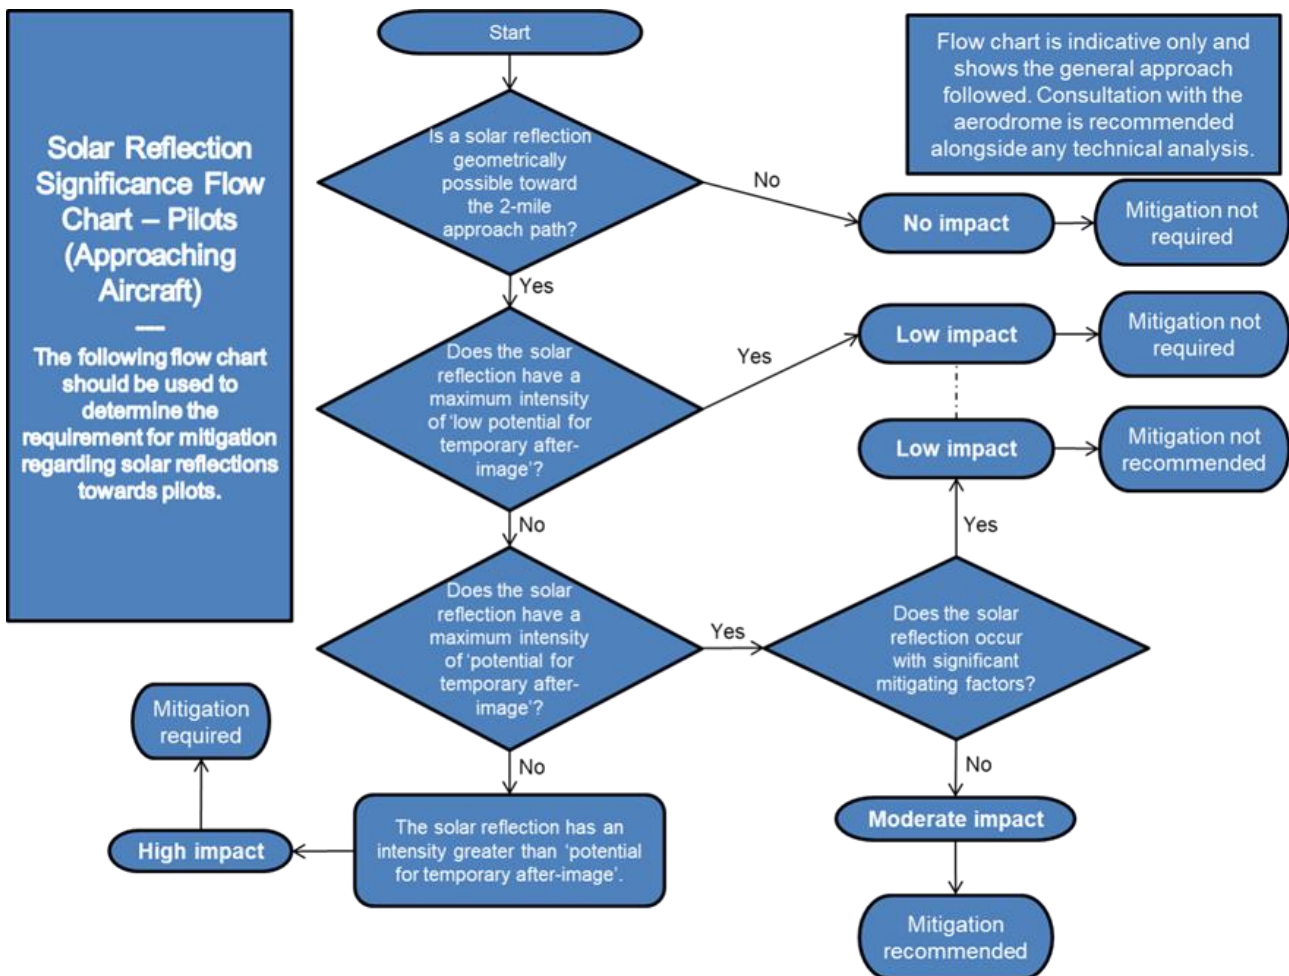 Solar Reflection
Significance Flow
Chart – Pilots
(Approaching
Aircraft)
—
The following flow chart
should be used to
determine the
requirement for mitigation
regarding solar reflections
towards pilots.
Start
Flow chart is indicative only and
shows the general approach
followed. Consultation with the
aerodrome is recommended
alongside any technical analysis.
Is a solar reflection
geometrically
possible toward
the 2-mile
approach path?
No
No impact
Mitigation not
required
Yes
Does the solar
reflection have a
maximum intensity
of ‘low potential for
temporary after-
image’?
Yes
Low impact
Mitigation not
required
Low impact
Mitigation not
recommended
No
Yes
Does the solar
reflection have a
maximum intensity
of ‘potential for
temporary after-
image’?
Yes
Does the solar
reflection occur
with significant
mitigating factors?
No
No
Mitigation
required
The solar reflection has an
intensity greater than ‘potential
for temporary after-image’.
High impact
Moderate impact
Mitigation
recommended